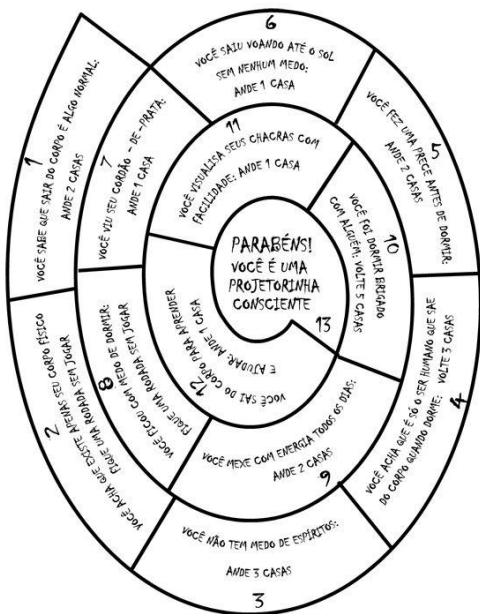 1
VOCÊ SABE QUE SAIR DO CORPO É ALGO NORMAL:
ANDE 2 CASAS
2
VOCÊ ACHA QUE EXISTE APENAS SEU CORPO FÍSICO
FIQUE UMA RODADA SEM JOGAR
3
VOCÊ NÃO TEM MEDO DE ESPÍRITOS:
ANDE 3 CASAS
4
VOCÊ ACHA QUE É SÓ O SER HUMANO QUE SAE
DO CORPO QUANDO DORME: VOLTE 3 CASAS
5
VOCÊ FEZ UMA PRECE ANTES DE DORMIR:
ANDE 2 CASAS
6
VOCÊ SAIU VOANDO ATÉ O SOL
SEM NENHUM MEDO:
ANDE 1 CASA
7
VOCÊ VIU SEU CORDÃO - DE - PRATA:
ANDE 1 CASA
8
VOCÊ FICOU COM MEDO DE DORMIR:
FIQUE UMA RODADA SEM JOGAR
9
VOCÊ MEXE COM ENERGIA TODOS OS DIAS:
ANDE 2 CASAS
10
VOCÊ FOI DORMIR BRIGADO
COM ALGUÉM: VOLTE 5 CASAS
11
VOCÊ VISUALISA SEUS CHACRAS COM
FACILIDADE: ANDE 1 CASA
12
VOCÊ SAI DO CORPO PARA APRENDER
E AJUDAR: ANDE 1 CASA
13
PARABÉNS!
VOCÊ É UMA
PROJETORINHA
CONSCIENTE